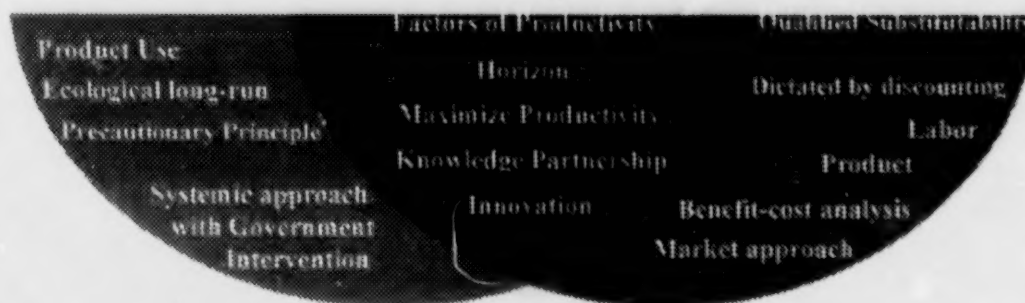 Factors of Productivity
Qualified Substitutability
Product Use
Horizon
Ecological long-run
Dictated by discounting
Maximize Productivity
Precautionary Principle
Labor
Knowledge Partnership
Product
Systemic approach
with Government
Intervention
Innovation
Benefit-cost analysis
Market approach